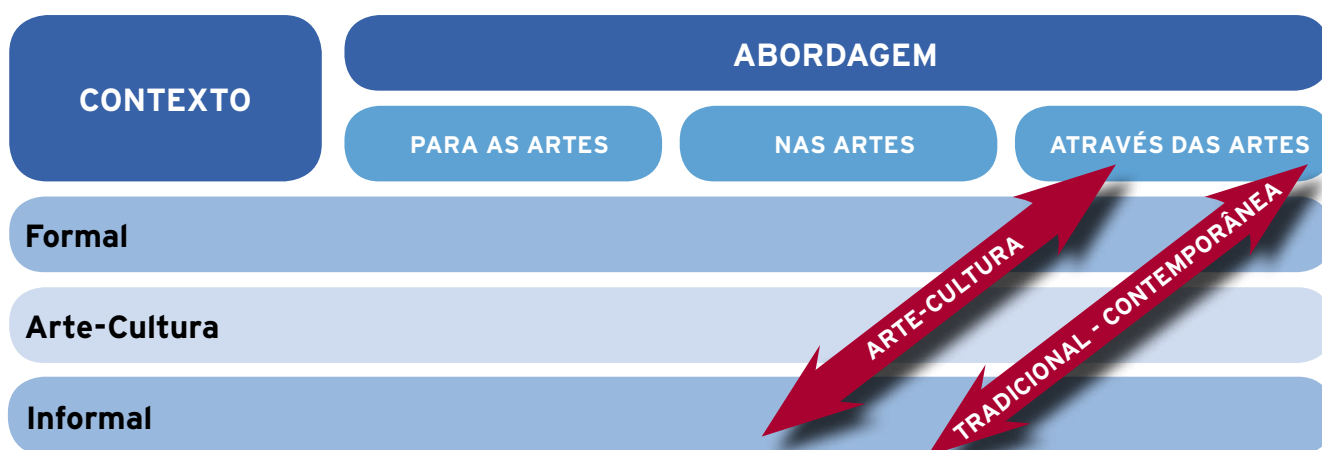 CONTEXTO
ABORDAGEM
PARA AS ARTES
NAS ARTES
ATRAVÉS DAS ARTES
Formal
Arte-Cultura
Informal
ARTE-CULTURA
TRADICIONAL - CONTEMPORÂNEA